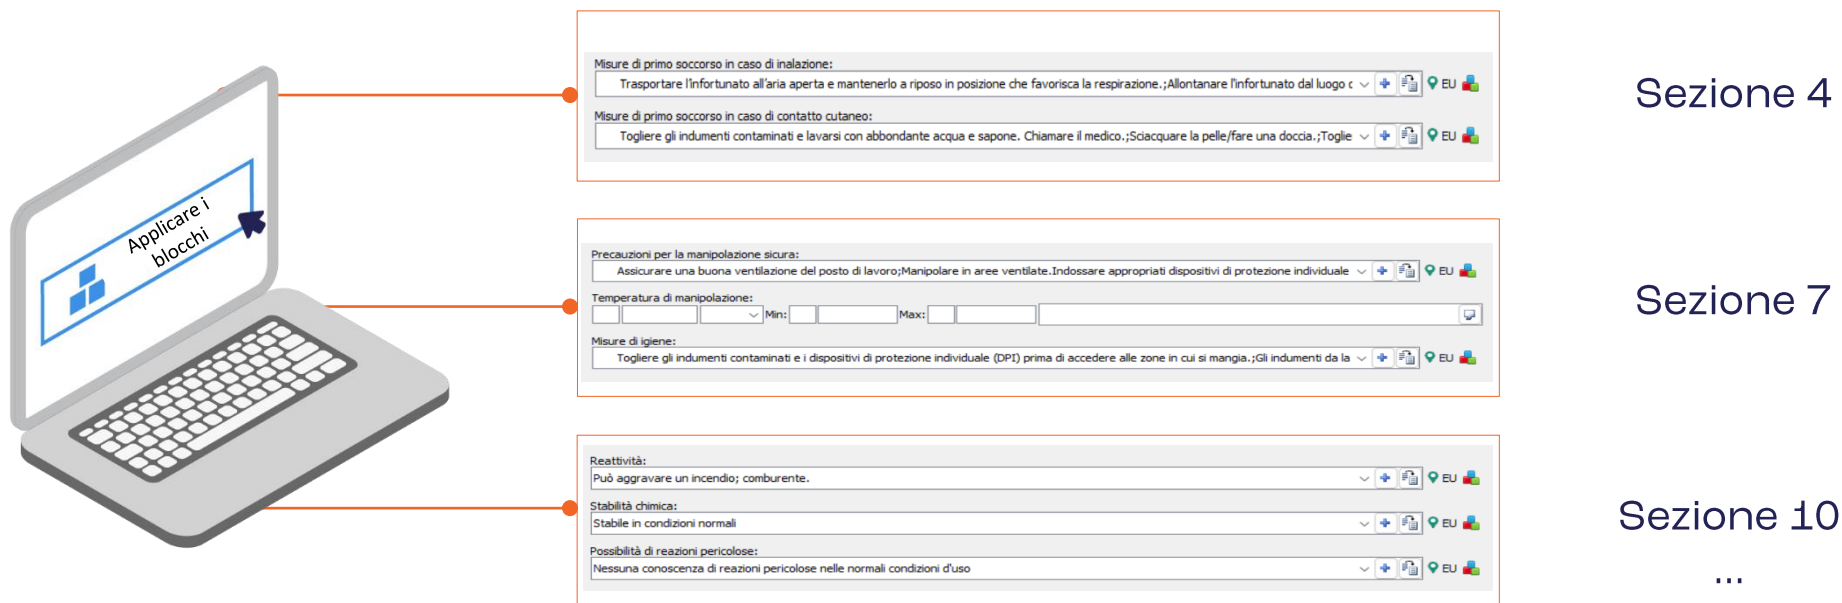 Applicare i
blocchi
Misure di primo soccorso in caso di inalazione:
Trasportare l'infortunato all'aria aperta e mantenerlo a riposo in posizione che favorisca la respirazione.;Allontanare l'infortunato dal luogo c
EU
Misure di primo soccorso in caso di contatto cutaneo:
Togliere gli indumenti contaminati e lavarsi con abbondante acqua e sapone. Chiamare il medico.;Sciacquare la pelle/fare una doccia.;Toglie
EU
Sezione 4
Precauzioni per la manipolazione sicura:
Assicurare una buona ventilazione del posto di lavoro;Manipolare in aree ventilate.Indossare appropriati dispositivi di protezione individuale
EU
Temperatura di manipolazione:
Min: Max:
Misure di igiene:
Togliere gli indumenti contaminati e i dispositivi di protezione individuale (DPI) prima di accedere alle zone in cui si mangia.;Gli indumenti da la
EU
Sezione 7
Reattività:
Può aggravare un incendio; comburente.
EU
Stabilità chimica:
Stabile in condizioni normali
EU
Possibilità di reazioni pericolose:
Nessuna conoscenza di reazioni pericolose nelle normali condizioni d'uso
EU
Sezione 10
...